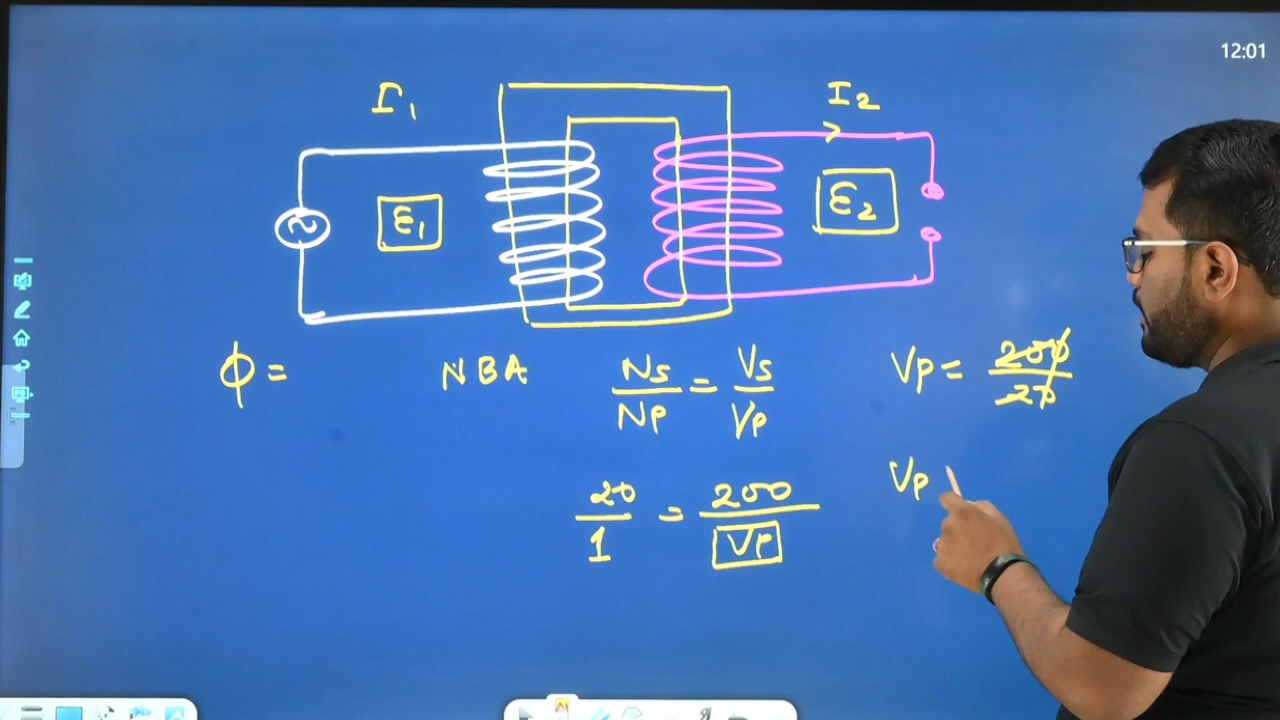 12:01
I₁ I₂
ε₁ ε₂
ϕ = NBA Ns/Np = Vs/Vp Vp = 200/20
20/1 = 200/Vp Vp